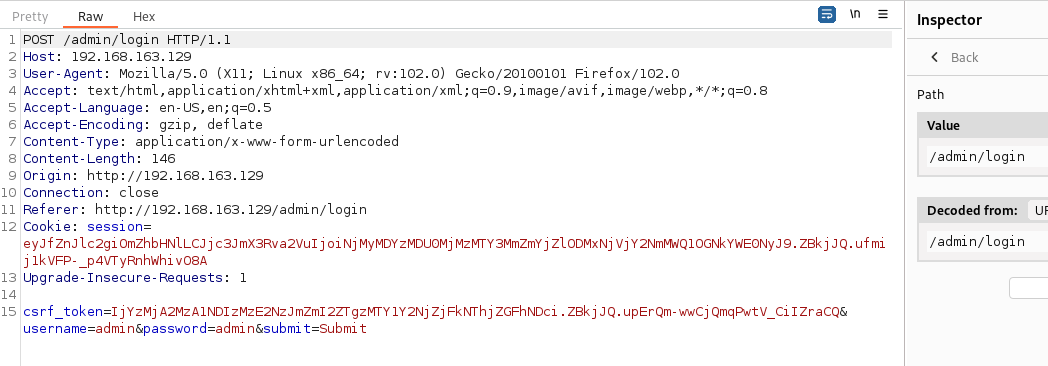 Pretty Raw Hex \n
1 POST /admin/login HTTP/1.1
2 Host: 192.168.163.129
3 User-Agent: Mozilla/5.0 (X11; Linux x86_64; rv:102.0) Gecko/20100101 Firefox/102.0
4 Accept: text/html,application/xhtml+xml,application/xml;q=0.9,image/avif,image/webp,*/*;q=0.8
5 Accept-Language: en-US,en;q=0.5
6 Accept-Encoding: gzip, deflate
7 Content-Type: application/x-www-form-urlencoded
8 Content-Length: 146
9 Origin: http://192.168.163.129
10 Connection: close
11 Referer: http://192.168.163.129/admin/login
12 Cookie: session=
eyJfZnJlc2giOmZhbHNlLCJjc3JmX3Rva2VuIjoiNjMyMDYzMDU0MjMzMTY3MmZmYjZlODMxNjVjY2NmMWQ1OGNkYWE0NyJ9.ZBkjJQ.ufmi
j1kVFP-_p4VTyRnhWhivO8A
13 Upgrade-Insecure-Requests: 1
14
15 csrf_token=IjYzMjA2MzA1NDIzMzE2NzJmZmI2ZTgzMTY1Y2NjZjFkNThjZGFhNDci.ZBkjJQ.upErQm-wwCjQmqPwtV_CiIZraCQ&
username=admin&password=admin&submit=Submit
Inspector
Back
Path
Value
/admin/login
Decoded from:
/admin/login